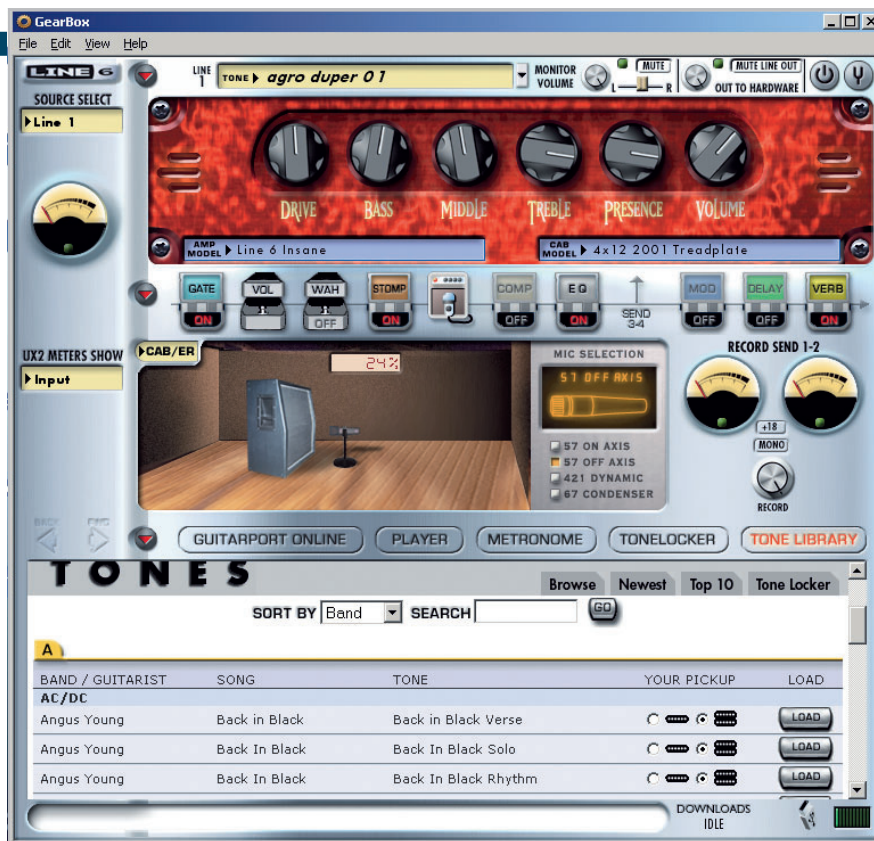 GearBox
File Edit View Help
LINE 6
LINE 1 TONE agro duper 01 MONITOR VOLUME L R MUTE MUTE LINE OUT OUT TO HARDWARE
SOURCE SELECT
Line 1
DRIVE BASS MIDDLE TREBLE PRESENCE VOLUME
AMP MODEL Line 6 Insane CAB MODEL 4x12 2001 Treadplate
GATE VOL WAH STOMP COMP EQ SEND 3-4 MOD DELAY VERB
ON OFF ON OFF ON OFF OFF ON
UX2 METERS SHOW
Input
CAB/ER
24%
MIC SELECTION
57 OFF AXIS
57 ON AXIS
57 OFF AXIS
421 DYNAMIC
67 CONDENSER
RECORD SEND 1-2
+18
MONO
RECORD
BACK FWD
GUITARPORT ONLINE PLAYER METRONOME TONELOCKER TONE LIBRARY
TONES
Browse Newest Top 10 Tone Locker
SORT BY Band SEARCH GO
A
BAND / GUITARIST SONG TONE YOUR PICKUP LOAD
AC/DC
Angus Young Back in Black Back in Black Verse LOAD
Angus Young Back In Black Back In Black Solo LOAD
Angus Young Back In Black Back In Black Rhythm LOAD
DOWNLOADS
IDLE